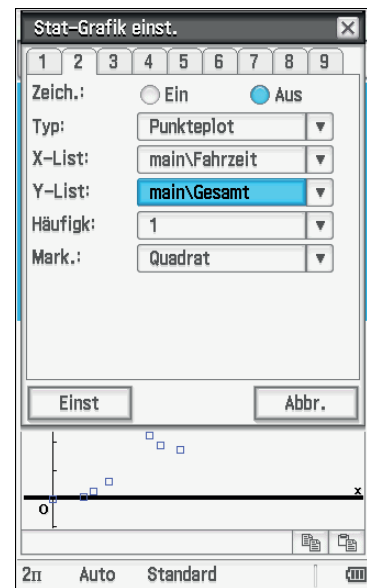 Stat-Grafik einst.
1 2 3 4 5 6 7 8 9
Zeich.: Ein Aus
Typ: Punkteplot
X-List: main\Fahrzeit
Y-List: main\Gesamt
Häufigk: 1
Mark.: Quadrat
Einst Abbr.
x
O
2π Auto Standard